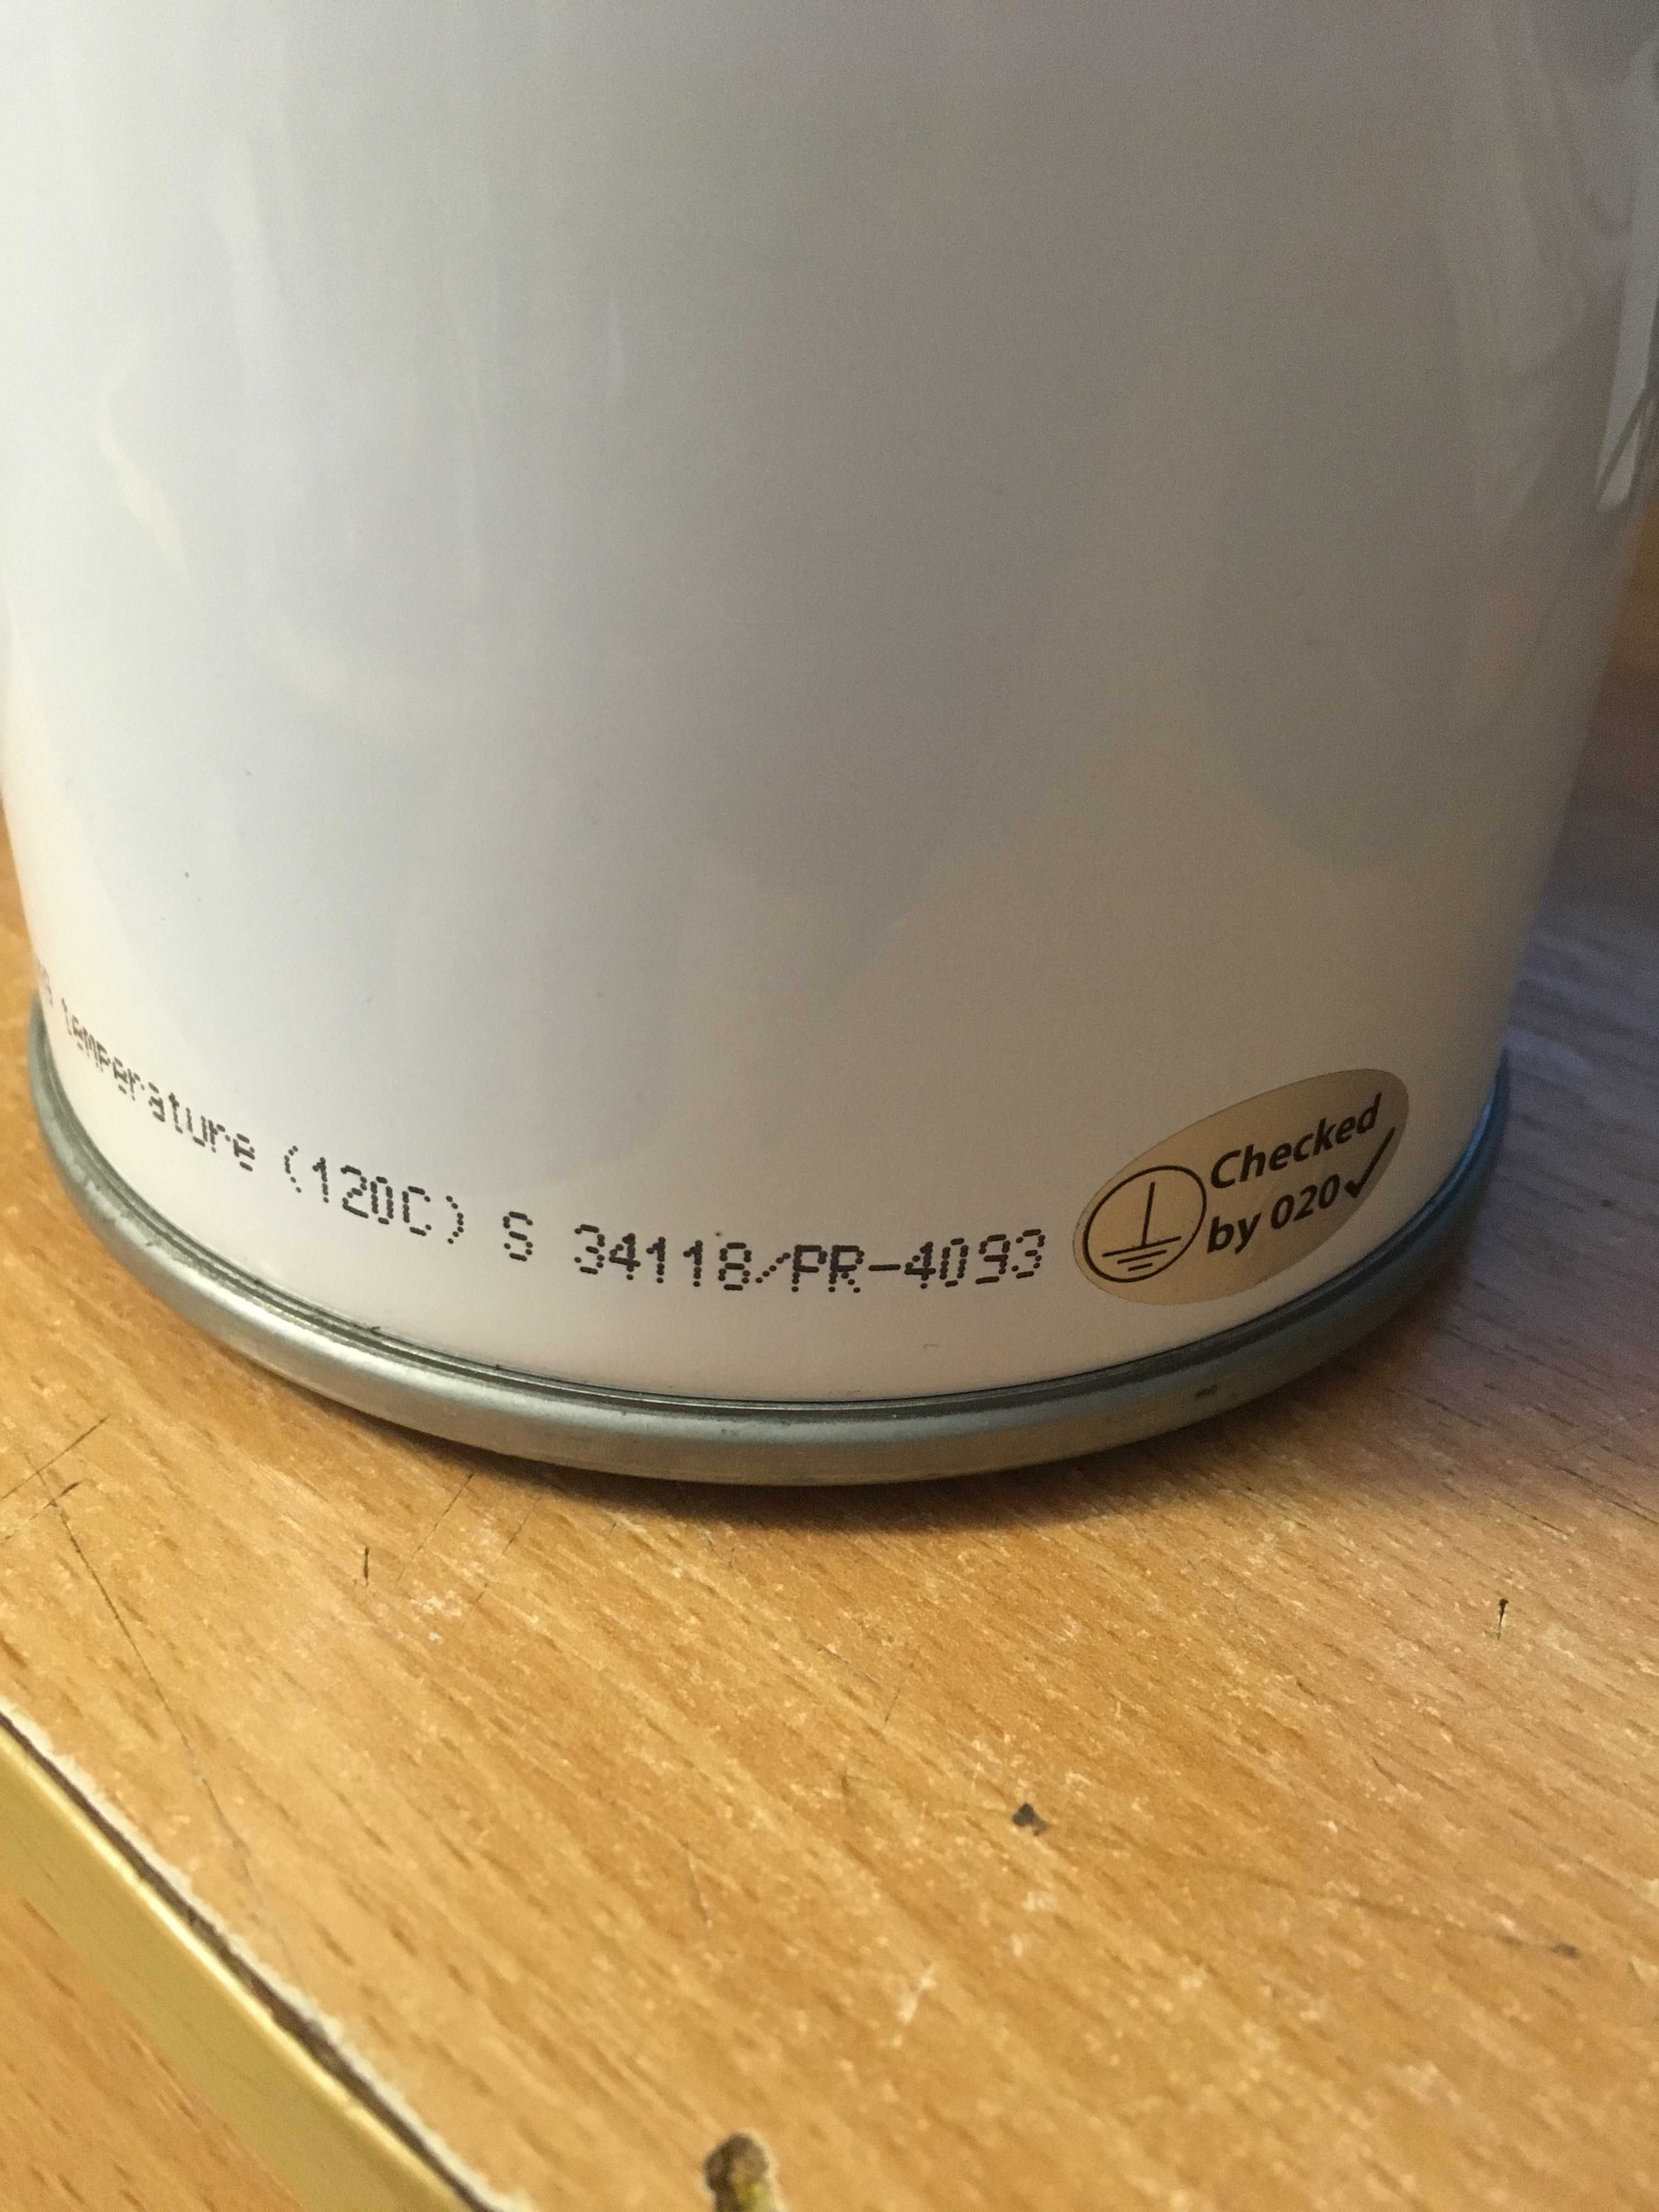 temperature (120C) S 34118/PR-4093
Checked
by 020✓